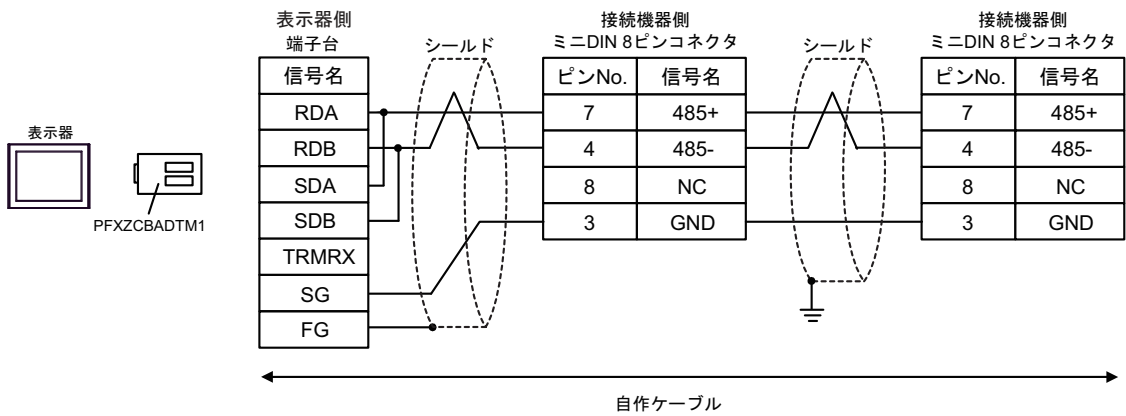 表示器
PFXZCBADTM1
表示器側
端子台
信号名
RDA
RDB
SDA
SDB
TRMRX
SG
FG
シールド
接続機器側
ミニDIN 8ピンコネクタ
ピンNo. 信号名
7 485+
4 485-
8 NC
3 GND
シールド
接続機器側
ミニDIN 8ピンコネクタ
ピンNo. 信号名
7 485+
4 485-
8 NC
3 GND
自作ケーブル